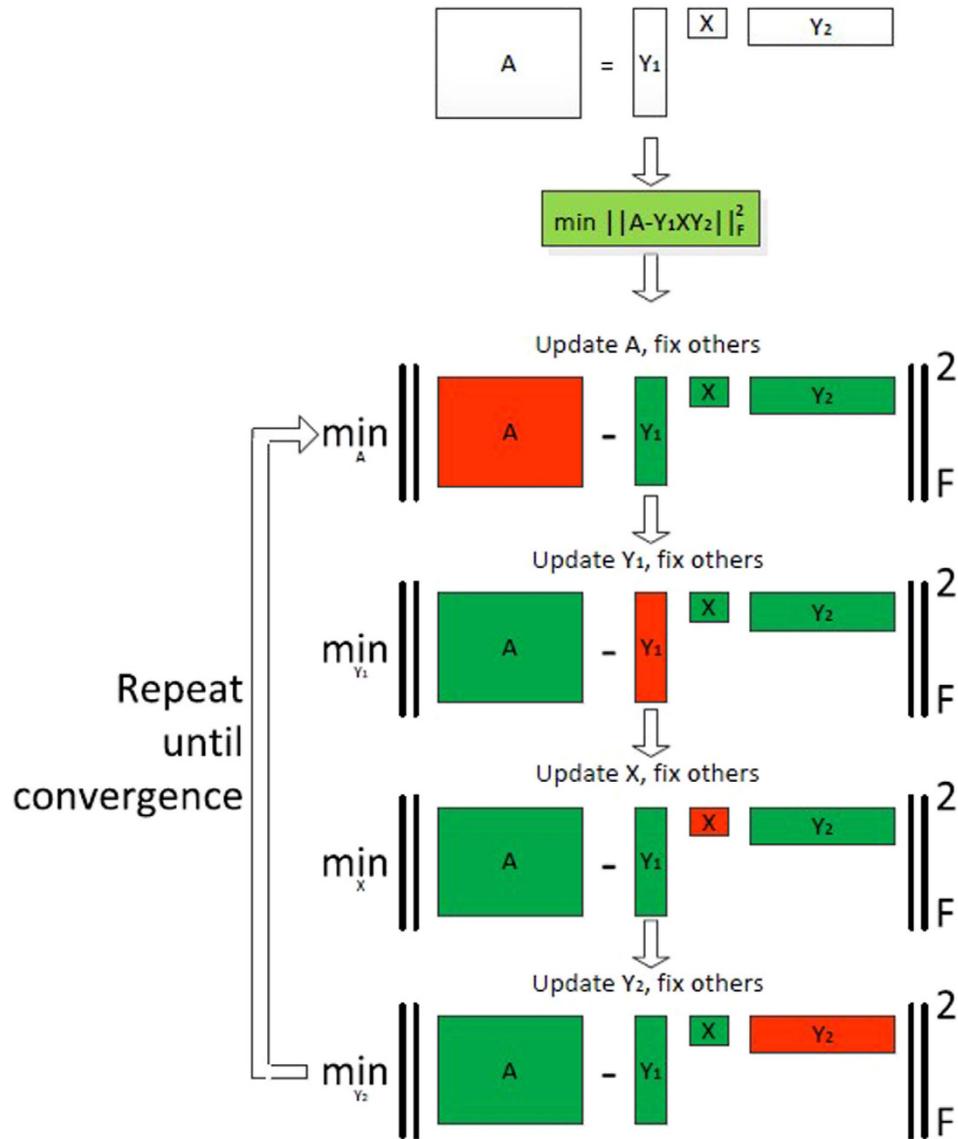 A = Y₁ X Y₂
min ||A-Y₁XY₂||²F
Update A, fix others
min A || A - Y₁ X Y₂ || 2 F
Update Y₁, fix others
min Y₁ || A - Y₁ X Y₂ || 2 F
Repeat
until
convergence
Update X, fix others
min X || A - Y₁ X Y₂ || 2 F
Update Y₂, fix others
min Y₂ || A - Y₁ X Y₂ || 2 F